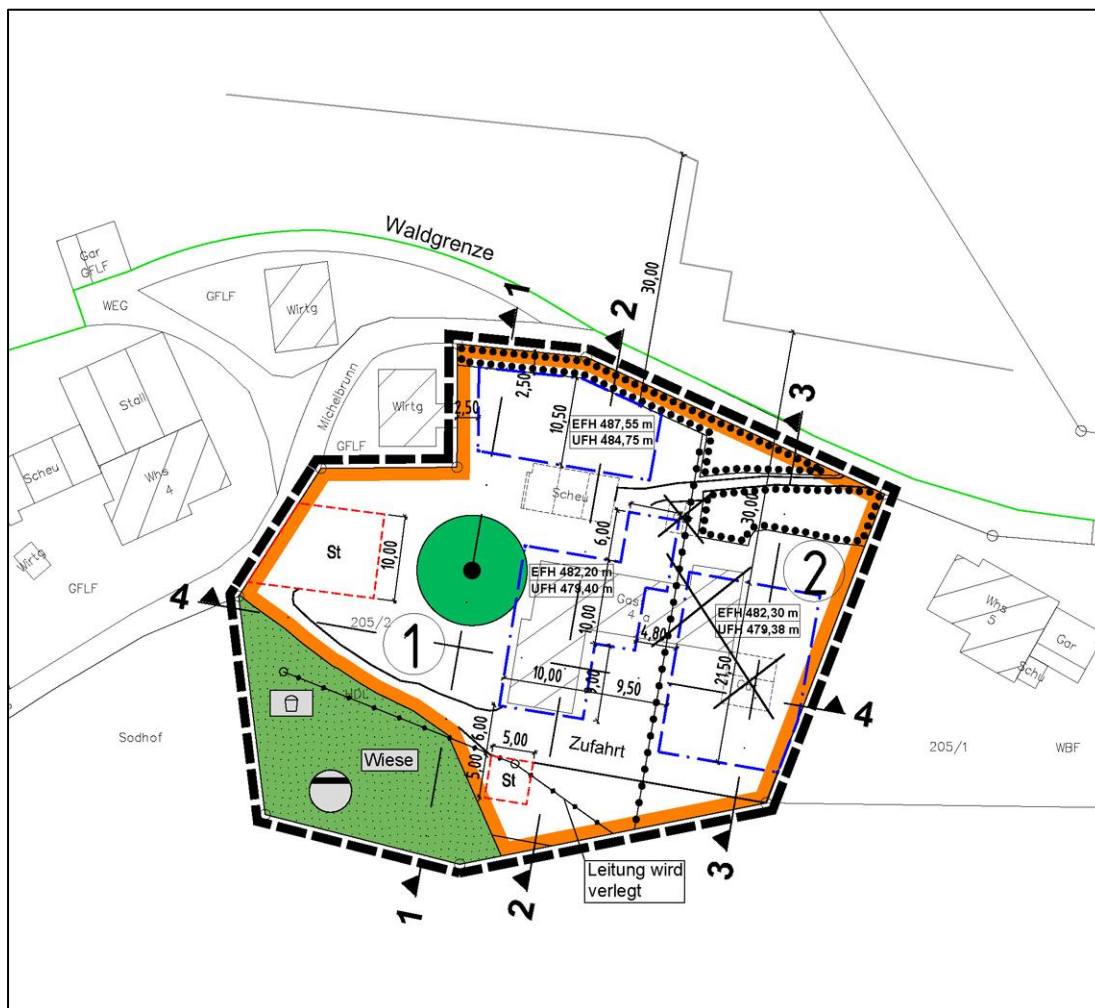 Waldgrenze
Gar
GFLF
WEG
GFLF
Wirtg
30,00
1
2
3
Stall
Michelbrunn
Wirtg
2,50
2,50
10,50
EFH 487,55 m
UFH 484,75 m
Scheu
Whs
4
GFLF
Scheu
30,00
Wirtg
St
10,00
6,00
2
GFLF
EFH 482,20 m
UFH 479,40 m
Gas
4 a
EFH 482,30 m
UFH 479,38 m
Whs
5
Gar
Schu
4
205/2
1
10,00
4,80
10,00
9,00
9,50
21,50
4
Sodhof
Wiese
6,00
5,00
Zufahrt
205/1
WBF
5,00
St
Leitung wird
verlegt
1
2
3